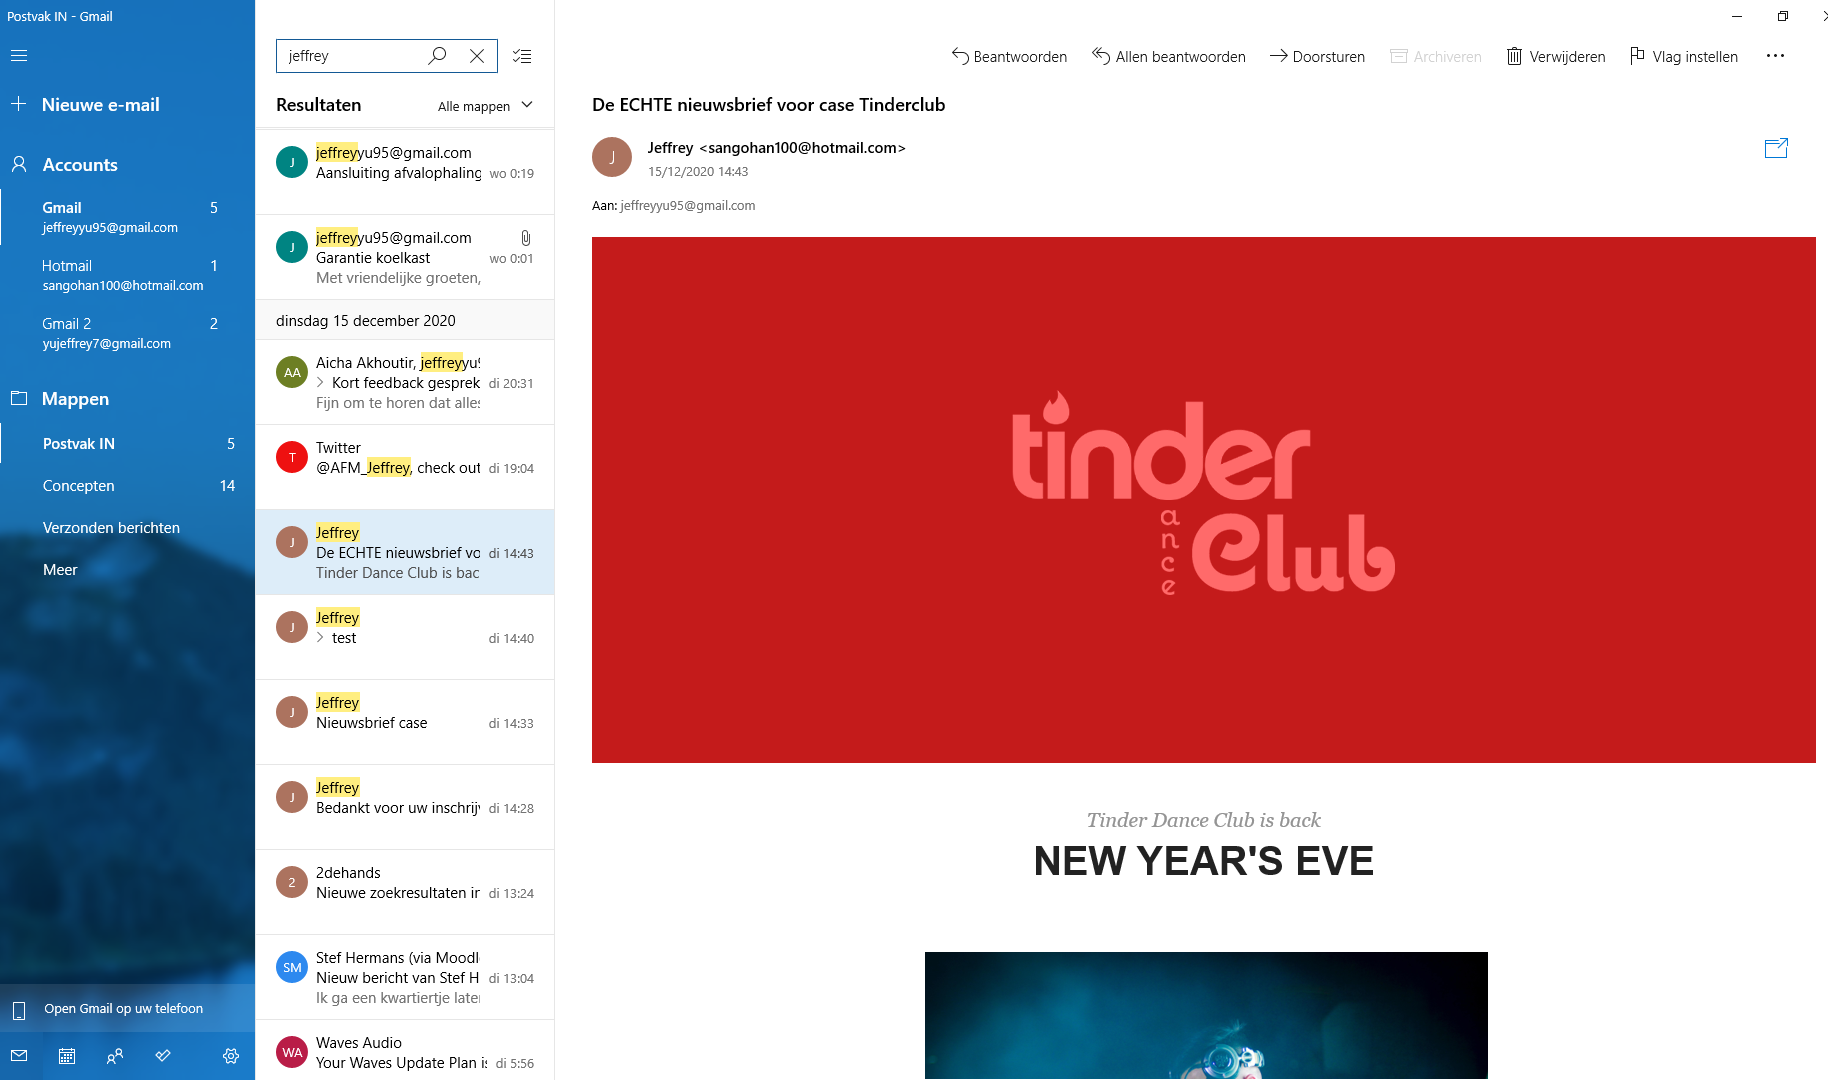 Postvak IN - Gmail
Nieuwe e-mail
Accounts
Gmail 5
jeffreyyu95@gmail.com
Hotmail 1
sangohan100@hotmail.com
Gmail 2 2
yujeffrey7@gmail.com
Mappen
Postvak IN 5
Concepten 14
Verzonden berichten
Meer
Open Gmail op uw telefoon
jeffrey
Resultaten Alle mappen
J jeffreyyu95@gmail.com
Aansluiting afvalophaling wo 0:19
J jeffreyyu95@gmail.com
Garantie koelkast wo 0:01
Met vriendelijke groeten,
dinsdag 15 december 2020
AA Aicha Akhoutir, jeffreyyu9
Kort feedback gesprek di 20:31
Fijn om te horen dat alles
T Twitter
@AFM_Jeffrey, check out di 19:04
J Jeffrey
De ECHTE nieuwsbrief vo di 14:43
Tinder Dance Club is bac
J Jeffrey
test di 14:40
J Jeffrey
Nieuwsbrief case di 14:33
J Jeffrey
Bedankt voor uw inschrijv di 14:28
2 2dehands
Nieuwe zoekresultaten in di 13:24
SM Stef Hermans (via Moodl
Nieuw bericht van Stef H di 13:04
Ik ga een kwartiertje later
WA Waves Audio
Your Waves Update Plan is di 5:56
Beantwoorden Allen beantwoorden Doorsturen Archiveren Verwijderen Vlag instellen
De ECHTE nieuwsbrief voor case Tinderclub
J Jeffrey <sangohan100@hotmail.com>
15/12/2020 14:43
Aan: jeffreyyu95@gmail.com
tinder
ance
Club
Tinder Dance Club is back
NEW YEAR'S EVE